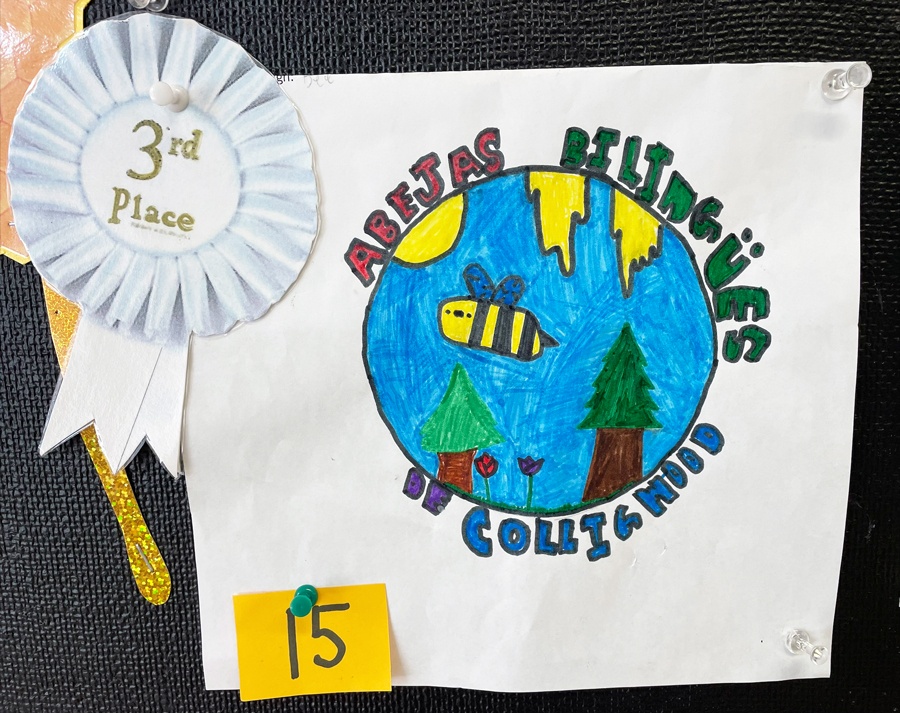 3rd
Place
ABEJAS BILINGÜES
DE COLLIGWOOD
15